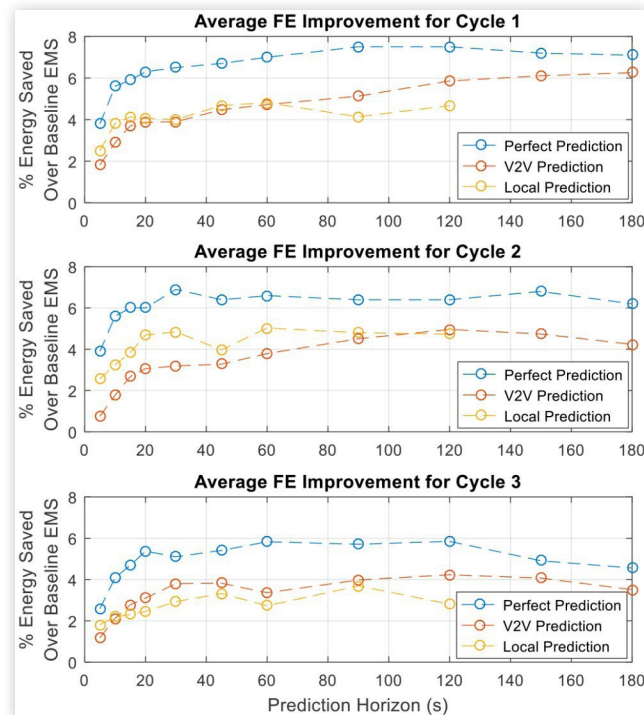 Average FE Improvement for Cycle 1
% Energy Saved
Over Baseline EMS
8
6
4
2
0
0 20 40 60 80 100 120 140 160 180
Perfect Prediction
V2V Prediction
Local Prediction
Average FE Improvement for Cycle 2
% Energy Saved
Over Baseline EMS
8
6
4
2
0
0 20 40 60 80 100 120 140 160 180
Perfect Prediction
V2V Prediction
Local Prediction
Average FE Improvement for Cycle 3
% Energy Saved
Over Baseline EMS
8
6
4
2
0
0 20 40 60 80 100 120 140 160 180
Perfect Prediction
V2V Prediction
Local Prediction
Prediction Horizon (s)